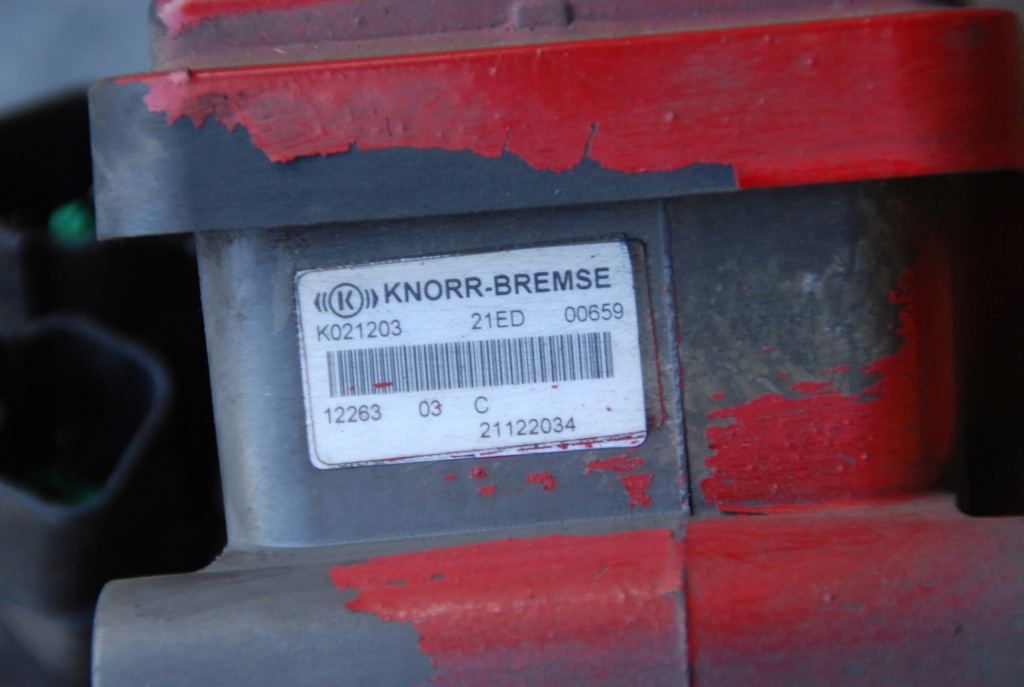 K KNORR-BREMSE
K021203 21ED 00659
12263 03 C
21122034